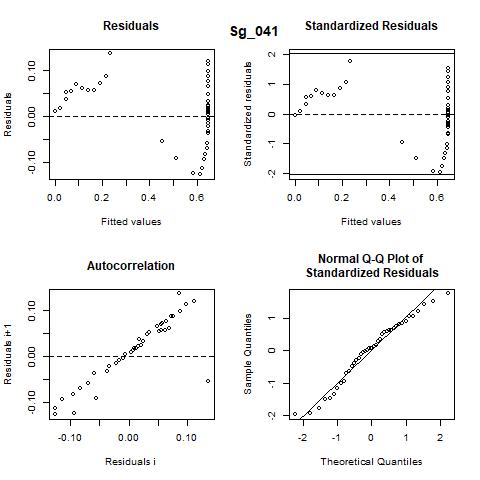 Sg_041
Residuals
Residuals
0.10
0.00
-0.10
0.0
0.2
0.4
0.6
Fitted values
Standardized Residuals
Standardized residuals
2
1
0
-1
-2
0.0
0.2
0.4
0.6
Fitted values
Autocorrelation
Residuals i+1
0.10
0.00
-0.10
-0.10
0.00
0.10
Residuals i
Normal Q-Q Plot of
Standardized Residuals
Sample Quantiles
1
0
-1
-2
-2
-1
0
1
2
Theoretical Quantiles